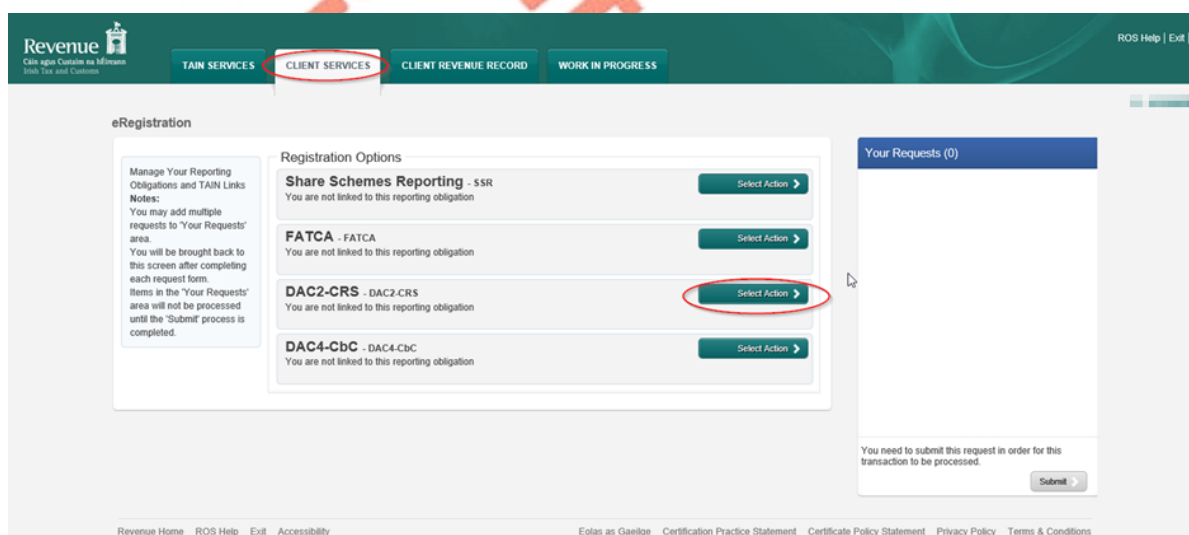 Revenue
Cáin agus Custaim na hÉireann
Irish Tax and Customs
TAIN SERVICES
CLIENT SERVICES
CLIENT REVENUE RECORD
WORK IN PROGRESS
ROS Help | Exit |
eRegistration
Manage Your Reporting
Obligations and TAIN Links
Notes:
You may add multiple
requests to 'Your Requests'
area.
You will be brought back to
this screen after completing
each request form.
Items in the 'Your Requests'
area will not be processed
until the 'Submit' process is
completed.
Registration Options
Share Schemes Reporting - SSR
You are not linked to this reporting obligation
Select Action
FATCA - FATCA
You are not linked to this reporting obligation
Select Action
DAC2-CRS - DAC2-CRS
You are not linked to this reporting obligation
Select Action
DAC4-CbC - DAC4-CbC
You are not linked to this reporting obligation
Select Action
Your Requests (0)
You need to submit this request in order for this
transaction to be processed.
Submit
Revenue Home ROS Help Exit Accessibility
Eolas as Gaeilge Certification Practice Statement Certificate Policy Statement Privacy Policy Terms & Conditions